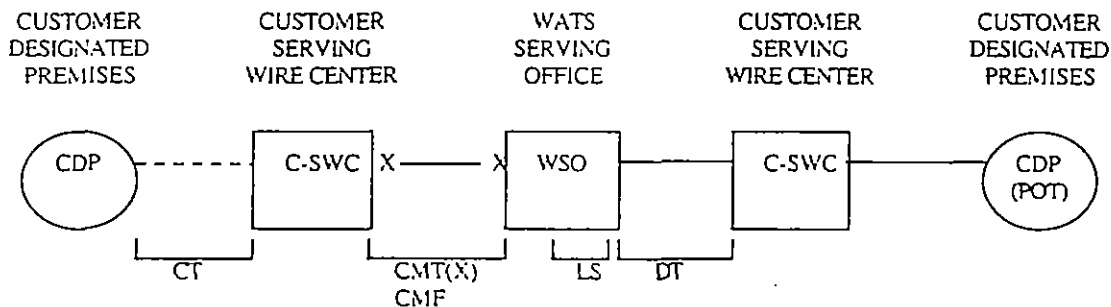 CUSTOMER DESIGNATED PREMISES
CUSTOMER SERVING WIRE CENTER
WATS SERVING OFFICE
CUSTOMER SERVING WIRE CENTER
CUSTOMER DESIGNATED PREMISES
CDP
C-SWC
X
X
WSO
C-SWC
CDP
(POT)
CT
CMT(X)
CMF
LS
DT